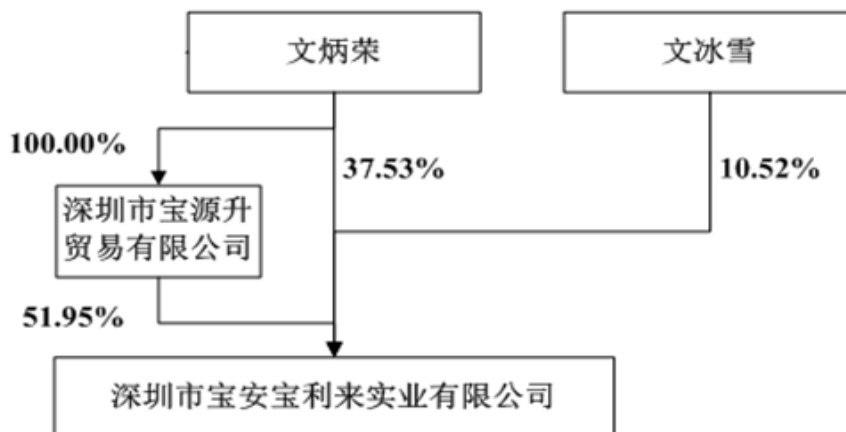 文炳荣
文冰雪
100.00%
37.53%
10.52%
深圳市宝源升
贸易有限公司
51.95%
深圳市宝安宝利来实业有限公司